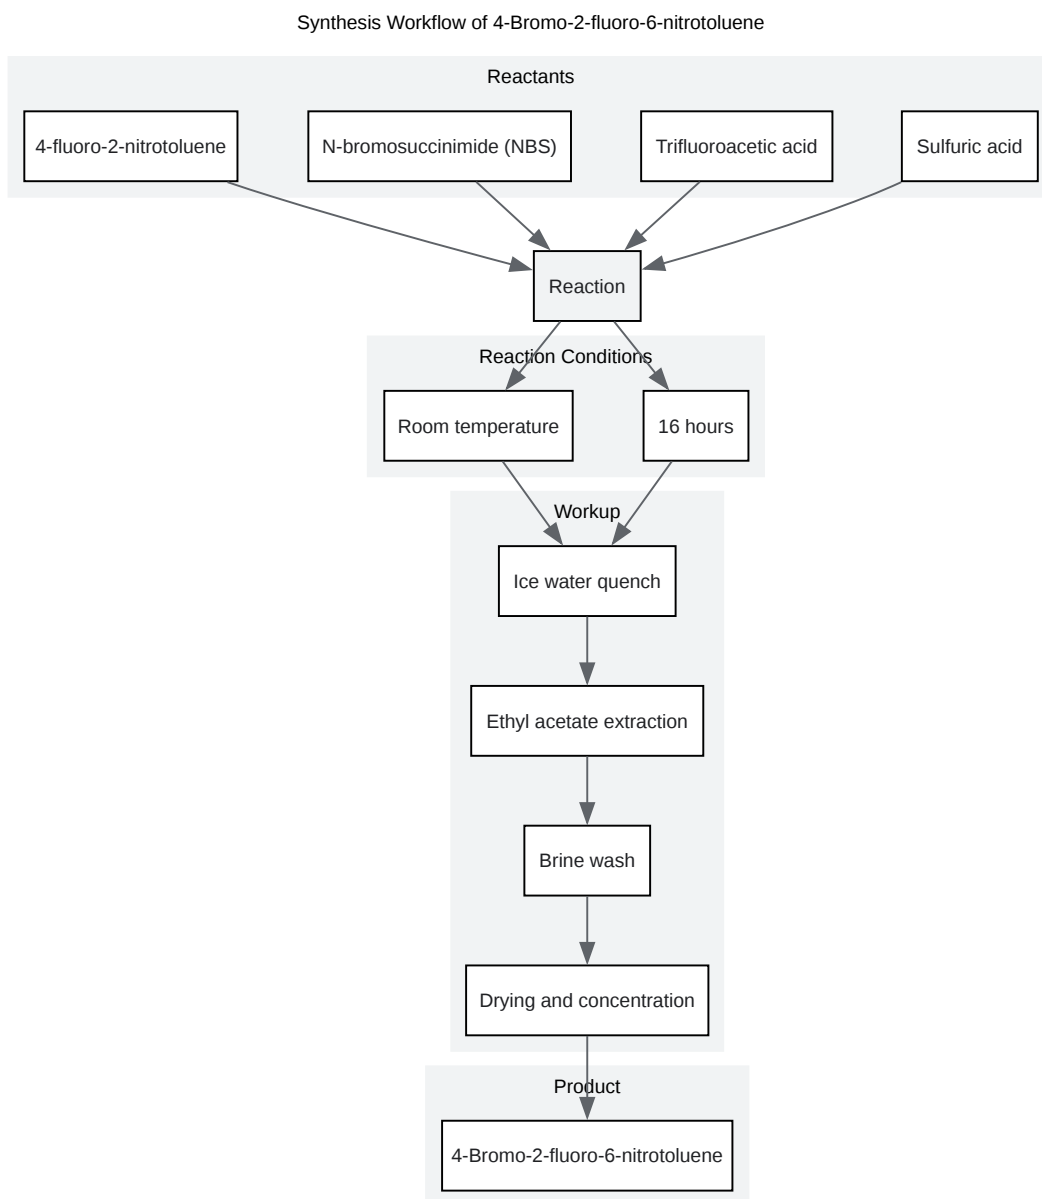 Synthesis Workflow of 4-Bromo-2-fluoro-6-nitrotoluene
Reactants
4-fluoro-2-nitrotoluene
N-bromosuccinimide (NBS)
Trifluoroacetic acid
Sulfuric acid
Reaction
Reaction Conditions
Room temperature
16 hours
Workup
Ice water quench
Ethyl acetate extraction
Brine wash
Drying and concentration
Product
4-Bromo-2-fluoro-6-nitrotoluene